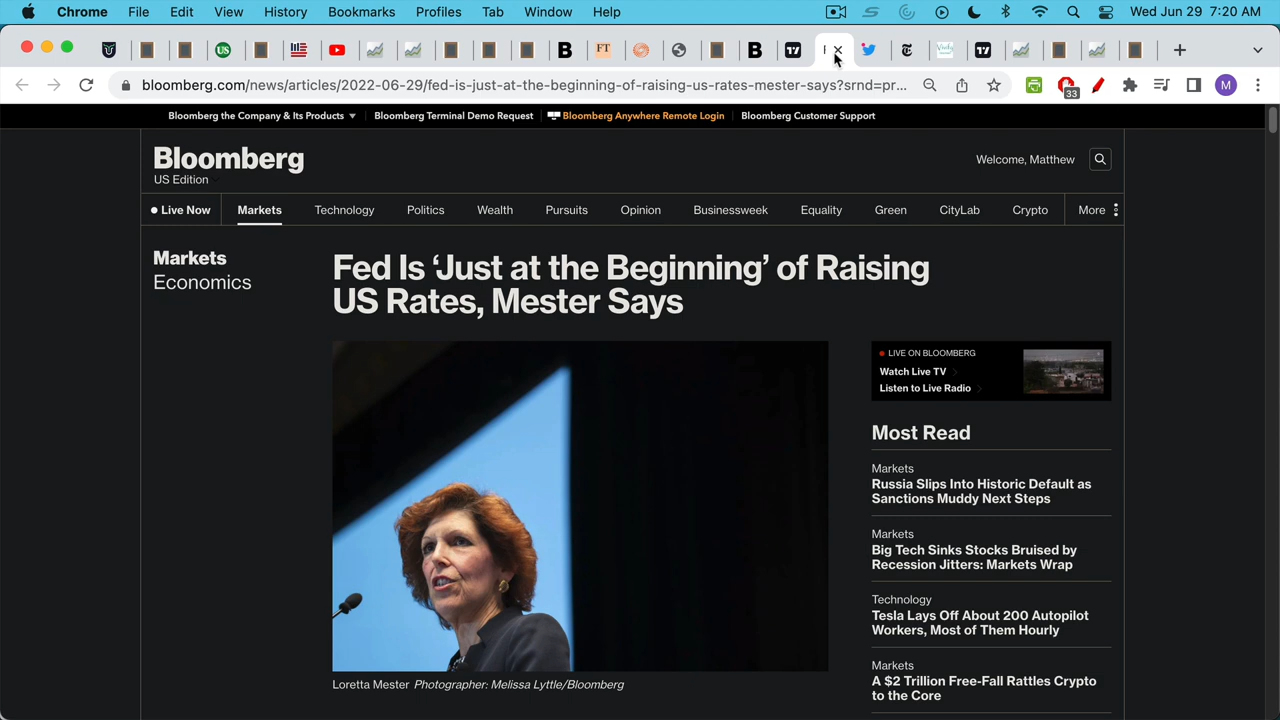 Chrome File Edit View History Bookmarks Profiles Tab Window Help Wed Jun 29 7:20 AM
bloomberg.com/news/articles/2022-06-29/fed-is-just-at-the-beginning-of-raising-us-rates-mester-says?srnd=pr...
33
M
Bloomberg the Company & Its Products Bloomberg Terminal Demo Request Bloomberg Anywhere Remote Login Bloomberg Customer Support
Bloomberg
US Edition
Welcome, Matthew
Live Now Markets Technology Politics Wealth Pursuits Opinion Businessweek Equality Green CityLab Crypto More
Markets
Economics
Fed Is ‘Just at the Beginning’ of Raising
US Rates, Mester Says
Loretta Mester Photographer: Melissa Lyttle/Bloomberg
LIVE ON BLOOMBERG
Watch Live TV
Listen to Live Radio
Most Read
Markets
Russia Slips Into Historic Default as
Sanctions Muddy Next Steps
Markets
Big Tech Sinks Stocks Bruised by
Recession Jitters: Markets Wrap
Technology
Tesla Lays Off About 200 Autopilot
Workers, Most of Them Hourly
Markets
A $2 Trillion Free-Fall Rattles Crypto
to the Core